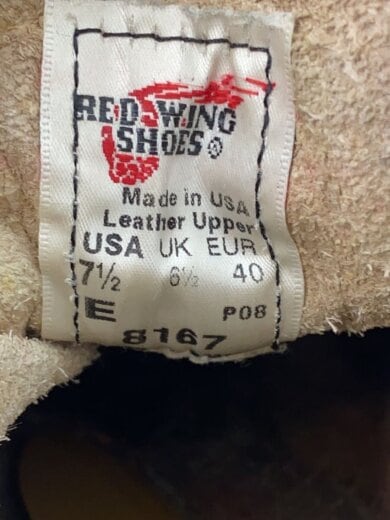 RED WING
SHOES®
Made in USA
Leather Upper
USA UK EUR
7½ 6½ 40
E P08
8167